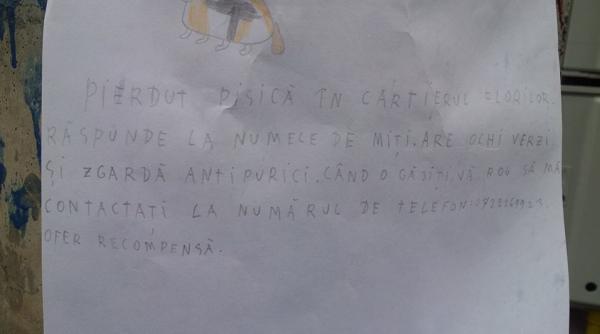 PIERDUT PISICĂ ÎN CARTIERUL FLORILOR.
RĂSPUNDE LA NUMELE DE MIȚI. ARE OCHI VERZI
ȘI ZGARDĂ ANTIPURICI. CÂND O GĂSIȚI, VĂ ROG SĂ MĂ
CONTACTAȚI LA NUMĂRUL DE TELEFON:
OFER RECOMPENSĂ.